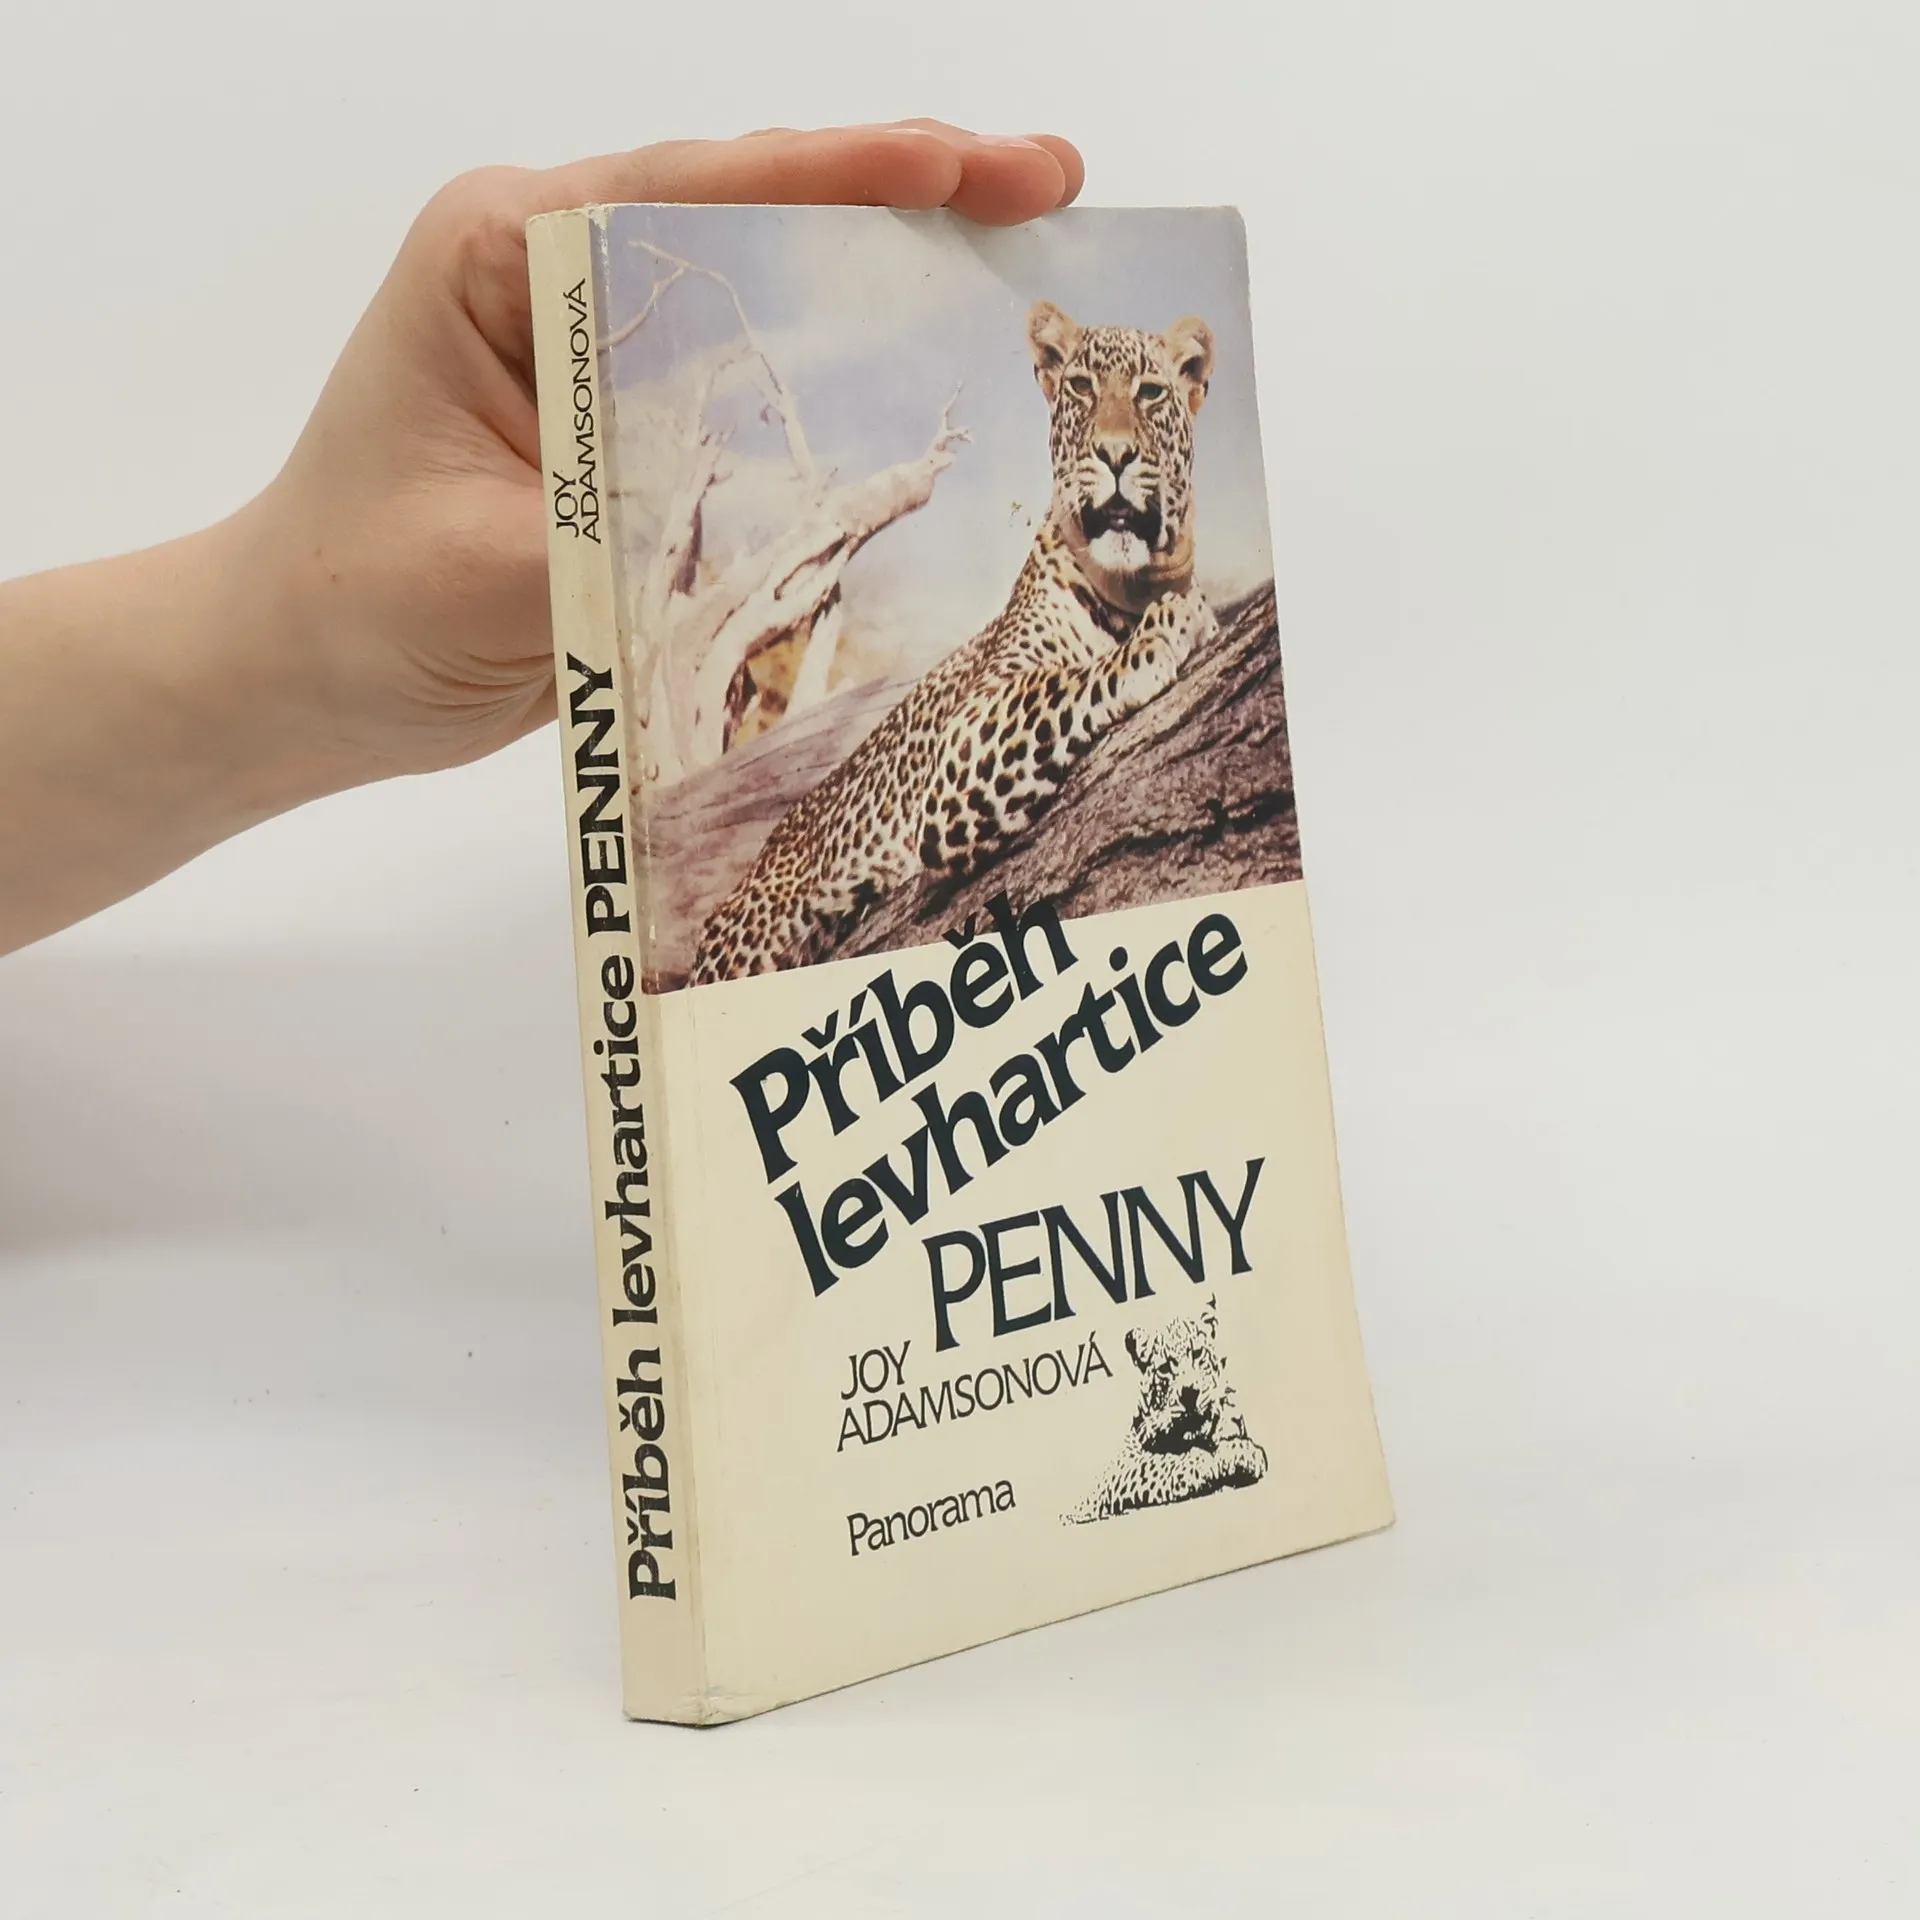 JOY
ADAMSONOVÁ
Příběh levhartice PENNY
Příběh
levhartice
PENNY
JOY
ADAMSONOVÁ
Panorama